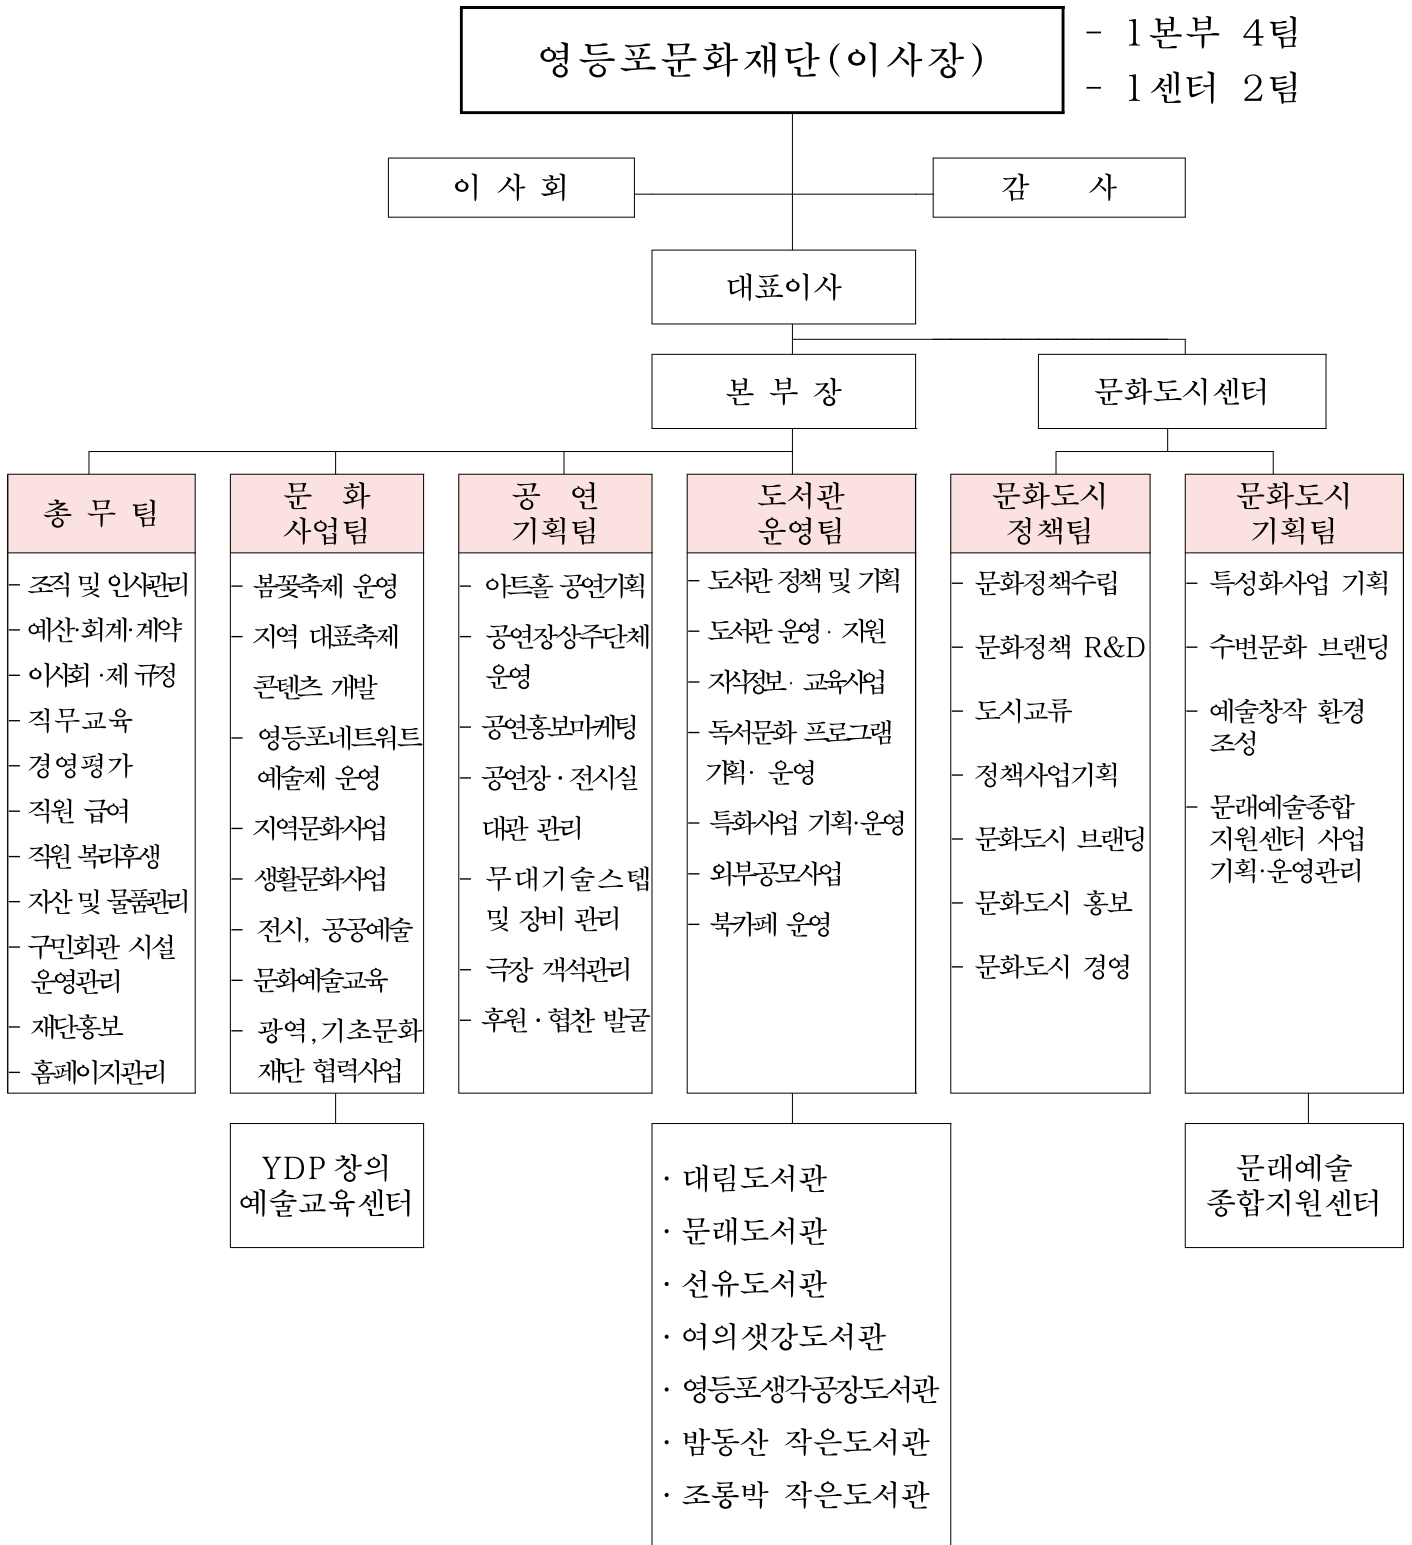 영등포문화재단(이사장)
- 1본부 4팀
- 1센터 2팀
이 사 회
감 사
대표이사
본 부 장
문화도시센터
총 무 팀
- 조직 및 인사관리
- 예산·회계·계약
- 이사회 ·제 규정
- 직무교육
- 경영평가
- 직원 급여
- 직원 복리후생
- 자산 및 물품관리
- 구민회관 시설
운영관리
- 재단홍보
- 홈페이지관리
문 화
사업팀
- 봄꽃축제 운영
- 지역 대표축제
콘텐츠 개발
- 영등포네트워트
예술제 운영
- 지역문화사업
- 생활문화사업
- 전시, 공공예술
- 문화예술교육
- 광역,기초문화
재단 협력사업
YDP 창의
예술교육센터
공 연
기획팀
- 아트홀 공연기획
- 공연장상주단체
운영
- 공연홍보마케팅
- 공연장·전시실
대관 관리
- 무대기술스텝
및 장비 관리
- 극장 객석관리
- 후원·협찬 발굴
도서관
운영팀
- 도서관 정책 및 기획
- 도서관 운영· 지원
- 지식정보· 교육사업
- 독서문화 프로그램
기획· 운영
- 특화사업 기획·운영
- 외부공모사업
- 북카페 운영
· 대림도서관
· 문래도서관
· 선유도서관
· 여의샛강도서관
· 영등포생각공장도서관
· 밤동산 작은도서관
· 조롱박 작은도서관
문화도시
정책팀
- 문화정책수립
- 문화정책 R&D
- 도시교류
- 정책사업기획
- 문화도시 브랜딩
- 문화도시 홍보
- 문화도시 경영
문화도시
기획팀
- 특성화사업 기획
- 수변문화 브랜딩
- 예술창작 환경
조성
- 문래예술종합
지원센터 사업
기획·운영관리
문래예술
종합지원센터